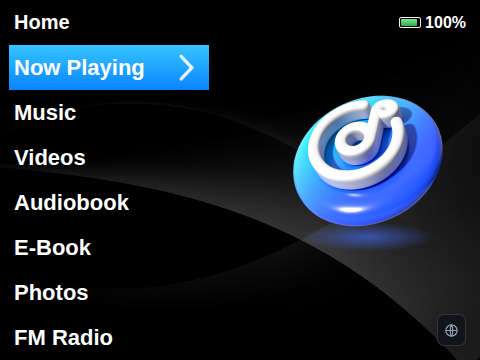 Home
100%
Now Playing
Music
Videos
Audiobook
E-Book
Photos
FM Radio